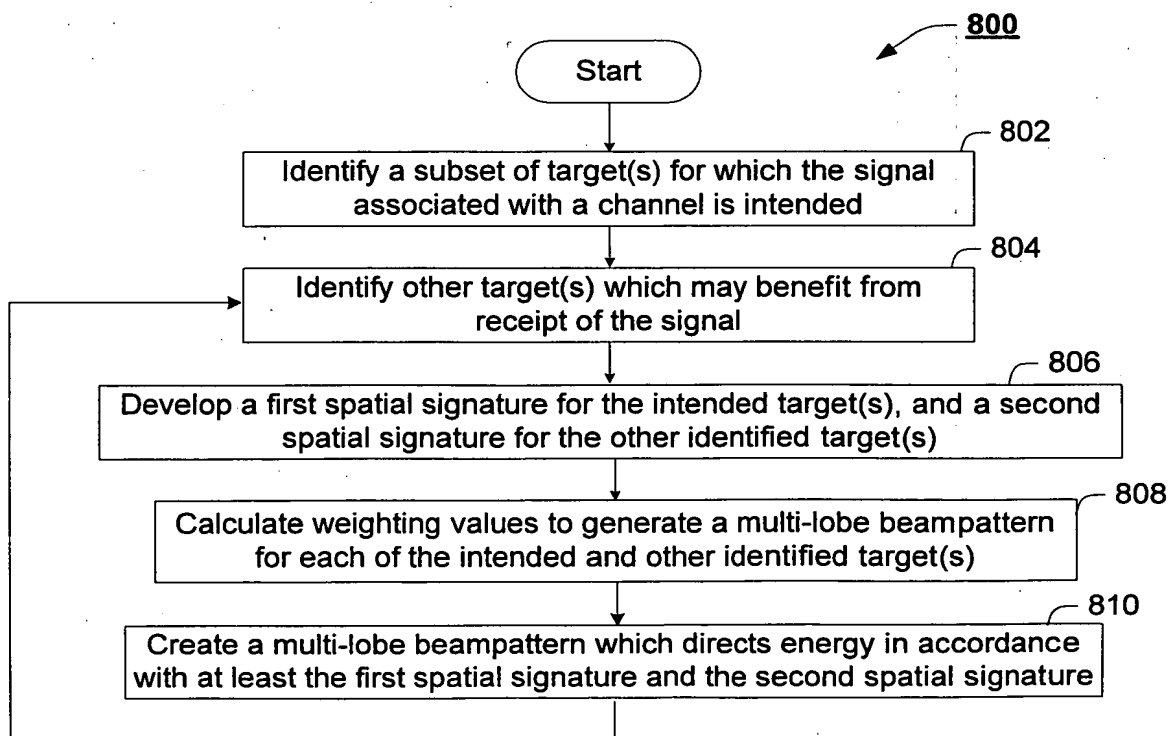 800
Start
802
Identify a subset of target(s) for which the signal
associated with a channel is intended
804
Identify other target(s) which may benefit from
receipt of the signal
806
Develop a first spatial signature for the intended target(s), and a second
spatial signature for the other identified target(s)
808
Calculate weighting values to generate a multi-lobe beampattern
for each of the intended and other identified target(s)
810
Create a multi-lobe beampattern which directs energy in accordance
with at least the first spatial signature and the second spatial signature